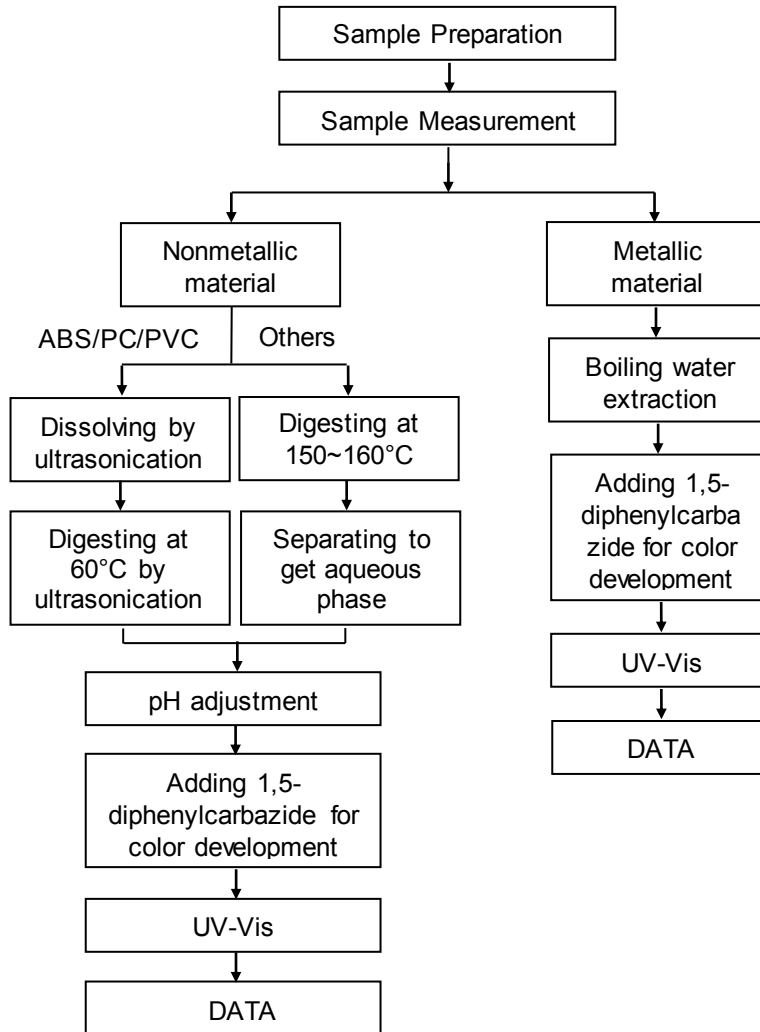 Sample Preparation
Sample Measurement
Nonmetallic
material
Metallic
material
ABS/PC/PVC
Others
Dissolving by
ultrasonication
Digesting at
150~160°C
Boiling water
extraction
Digesting at
60°C by
ultrasonication
Separating to
get aqueous
phase
Adding 1,5-
diphenylcarba
zide for color
development
pH adjustment
UV-Vis
Adding 1,5-
diphenylcarbazide for
color development
DATA
UV-Vis
DATA